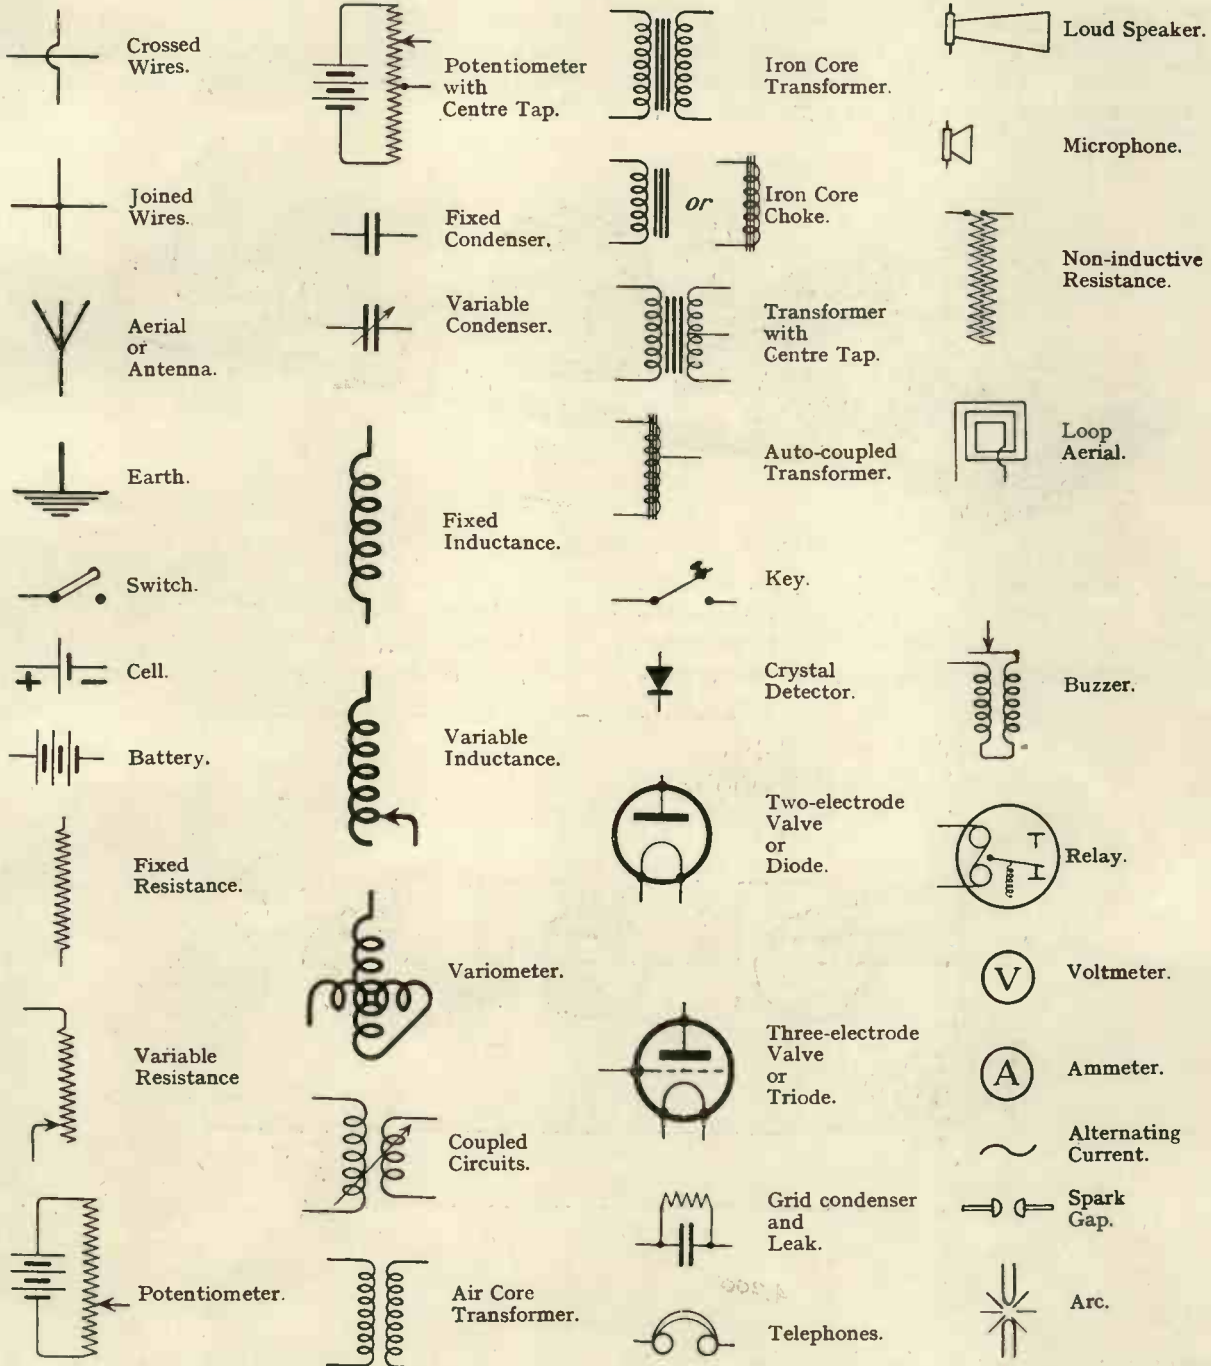 Crossed
Wires.
Joined
Wires.
Aerial
or
Antenna.
Earth.
Switch.
+ −
Cell.
Battery.
Fixed
Resistance.
Variable
Resistance
Potentiometer.
Potentiometer
with
Centre Tap.
Fixed
Condenser.
Variable
Condenser.
Fixed
Inductance.
Variable
Inductance.
Variometer.
Coupled
Circuits.
Air Core
Transformer.
Iron Core
Transformer.
or
Iron Core
Choke.
Transformer
with
Centre Tap.
Auto-coupled
Transformer.
Key.
Crystal
Detector.
Two-electrode
Valve
or
Diode.
Three-electrode
Valve
or
Triode.
Grid condenser
and
Leak.
Telephones.
Loud Speaker.
Microphone.
Non-inductive
Resistance.
Loop
Aerial.
Buzzer.
Relay.
V
Voltmeter.
A
Ammeter.
Alternating
Current.
Spark
Gap.
Arc.